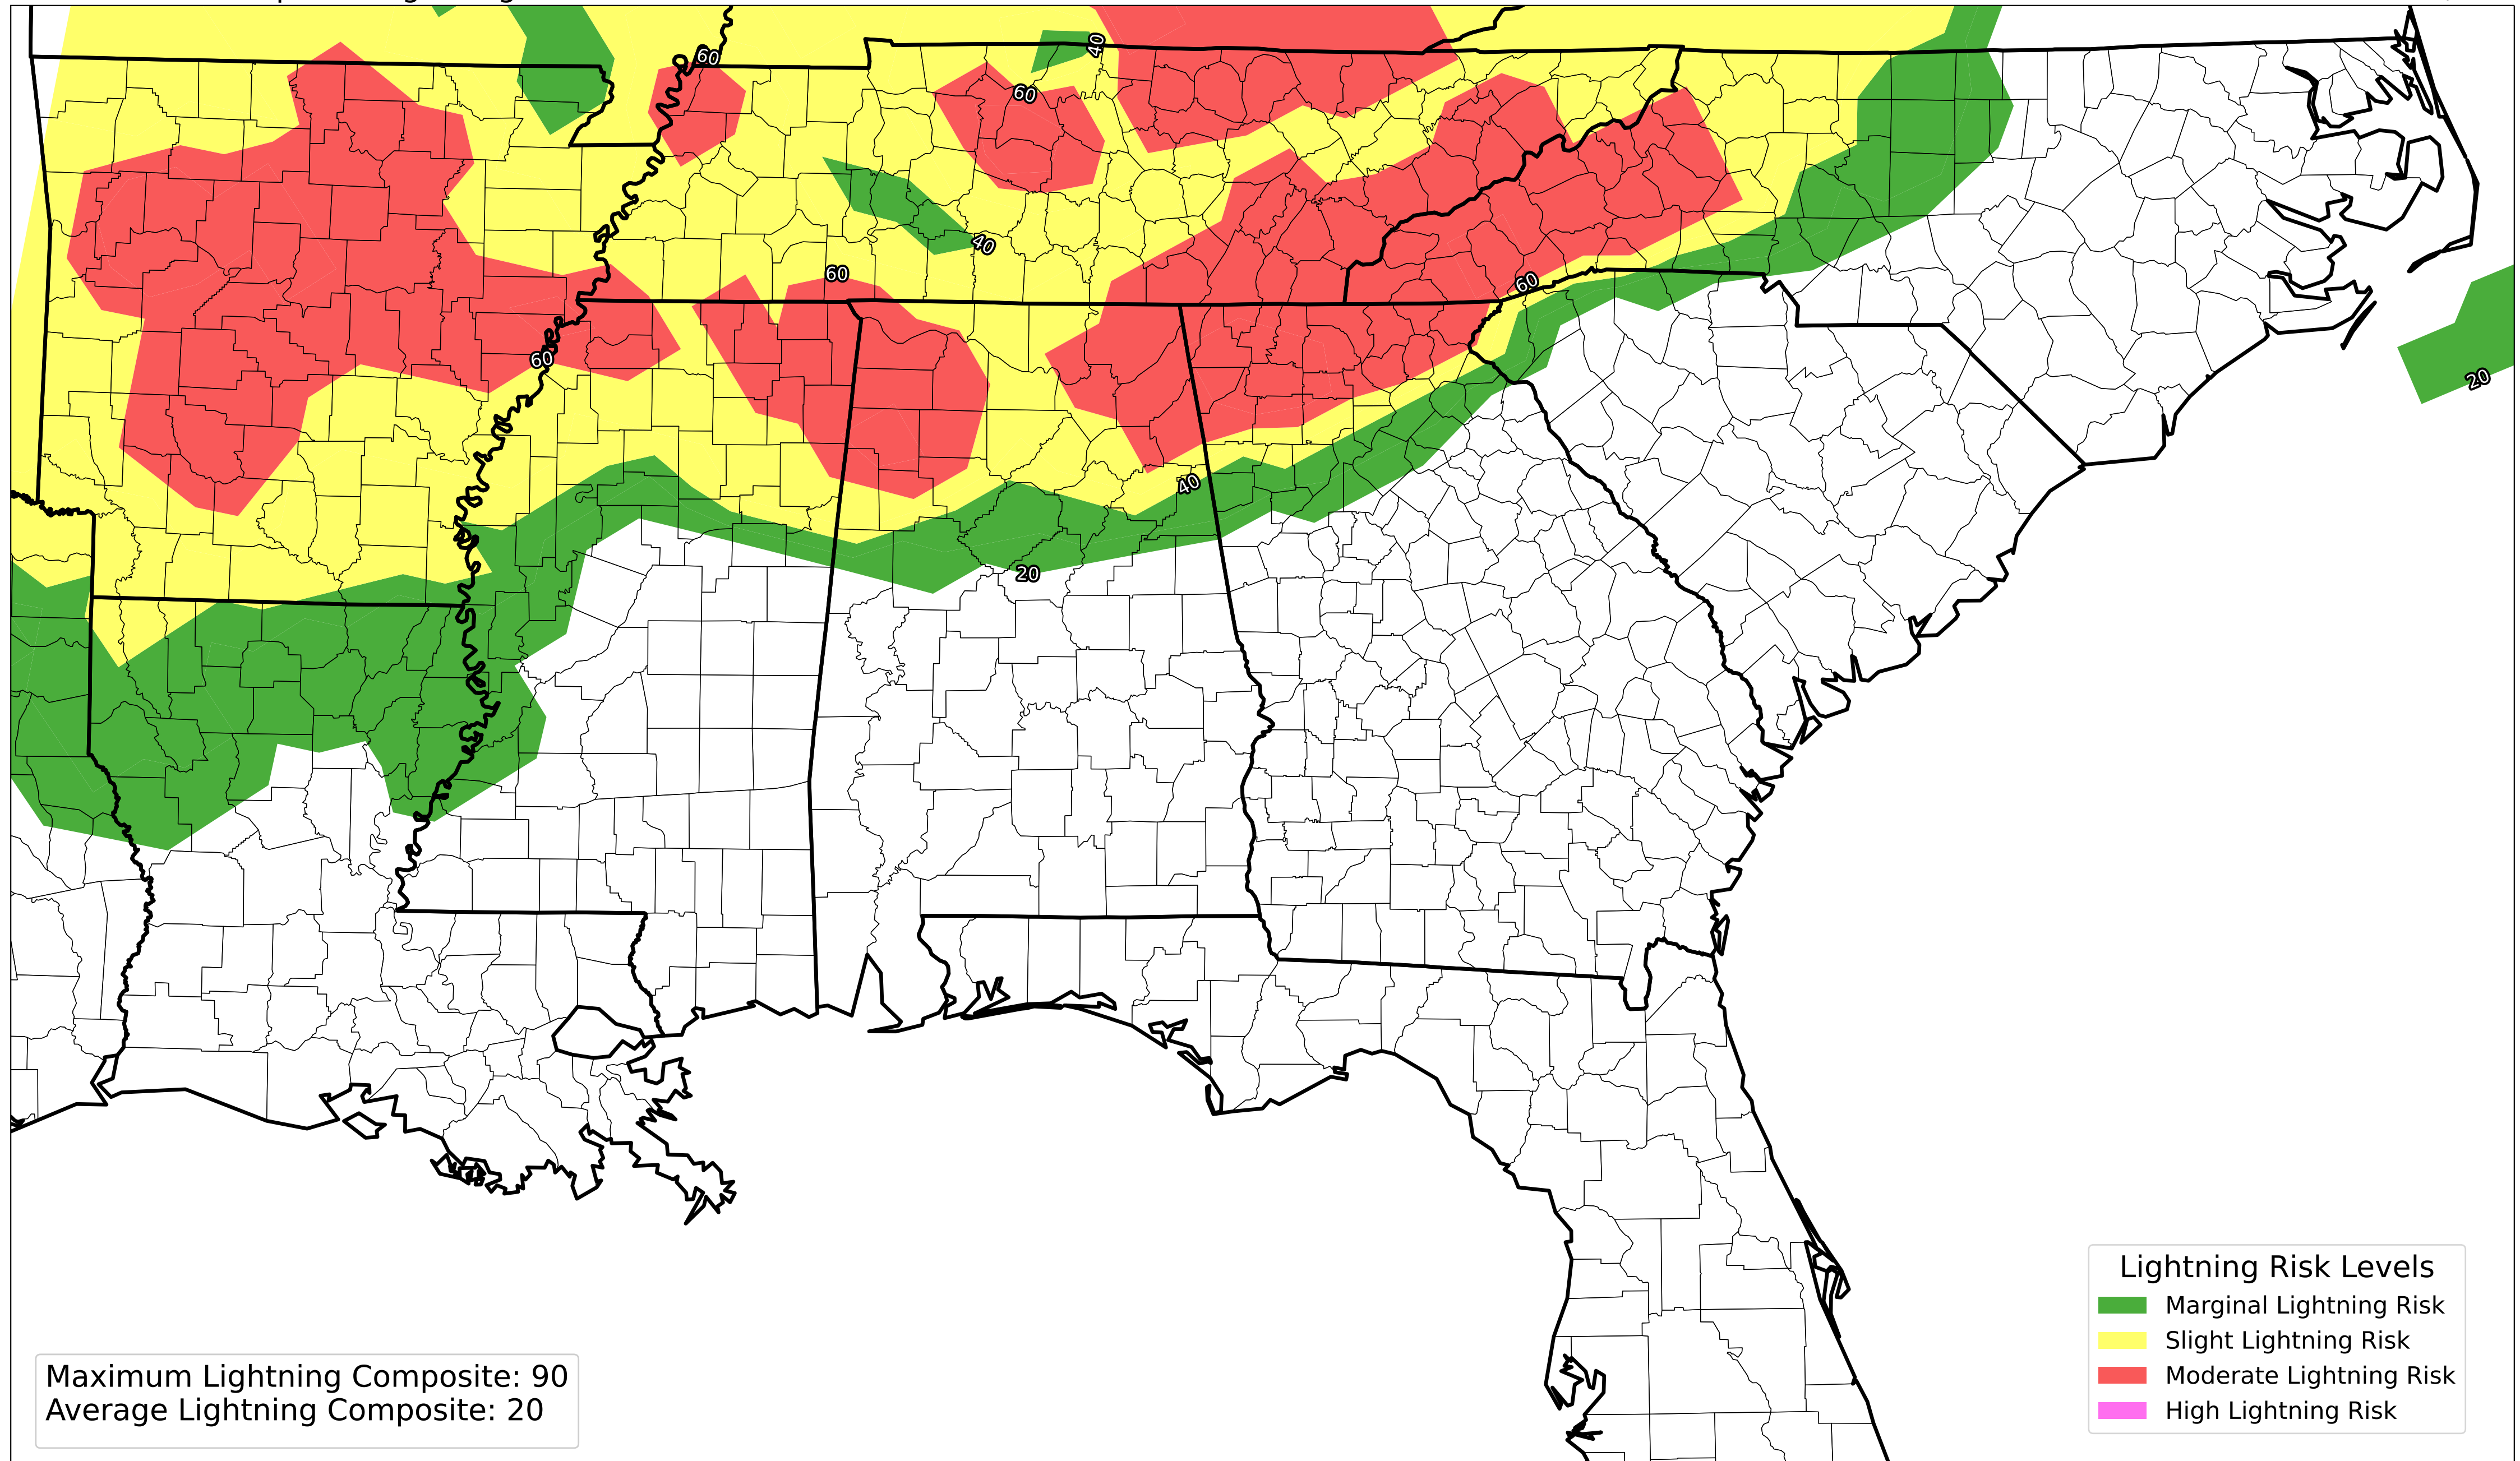 60
40
60
40
60
60
20
60
40
20
Lightning Risk Levels
Marginal Lightning Risk
Slight Lightning Risk
Moderate Lightning Risk
High Lightning Risk
Maximum Lightning Composite: 90
Average Lightning Composite: 20